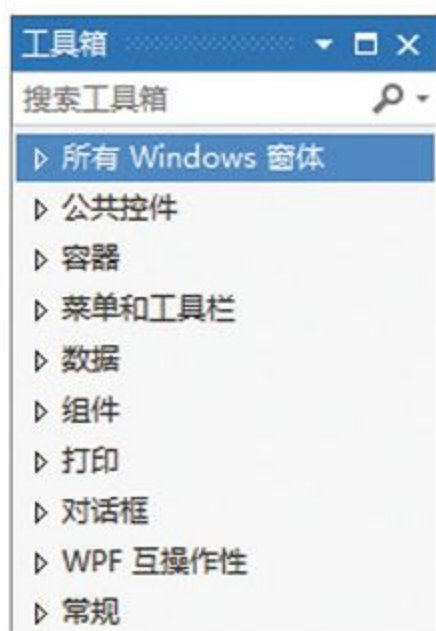 工具箱
搜索工具箱
所有 Windows 窗体
公共控件
容器
菜单和工具栏
数据
组件
打印
对话框
WPF 互操作性
常规